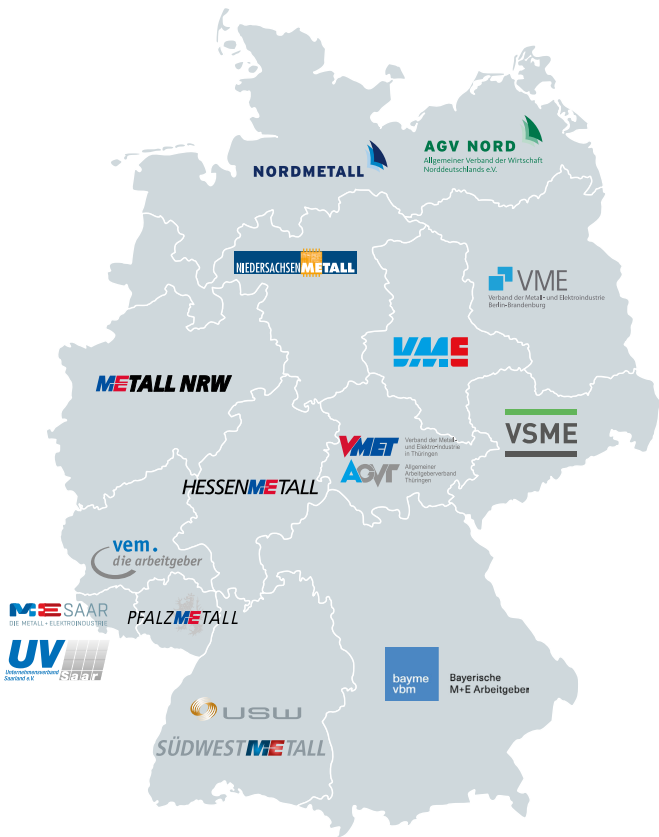 NORDMETALL
AGV NORD
Allgemeiner Verband der Wirtschaft
Norddeutschlands e.V.
NIEDERSACHSENMETALL
VME
Verband der Metall- und Elektroindustrie
Berlin-Brandenburg
VME
METALL NRW
VSME
VMET
Verband der Metall-
und Elektro-Industrie
in Thüringen
AGVT
Allgemeiner
Arbeitgeberverband
Thüringen
HESSENMETALL
vem.
die arbeitgeber
ME SAAR
DIE METALL + ELEKTROINDUSTRIE
PFALZMETALL
UV
Unternehmensverband
Saarland e.V.
Saar
bayme
vbm
Bayerische
M+E Arbeitgeber
USW
SÜDWESTMETALL